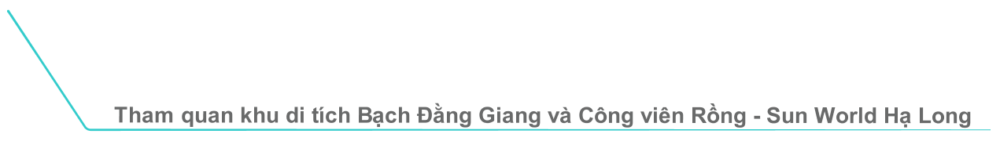 Tham quan khu di tích Bạch Đằng Giang và Công viên Rồng - Sun World Hạ Long